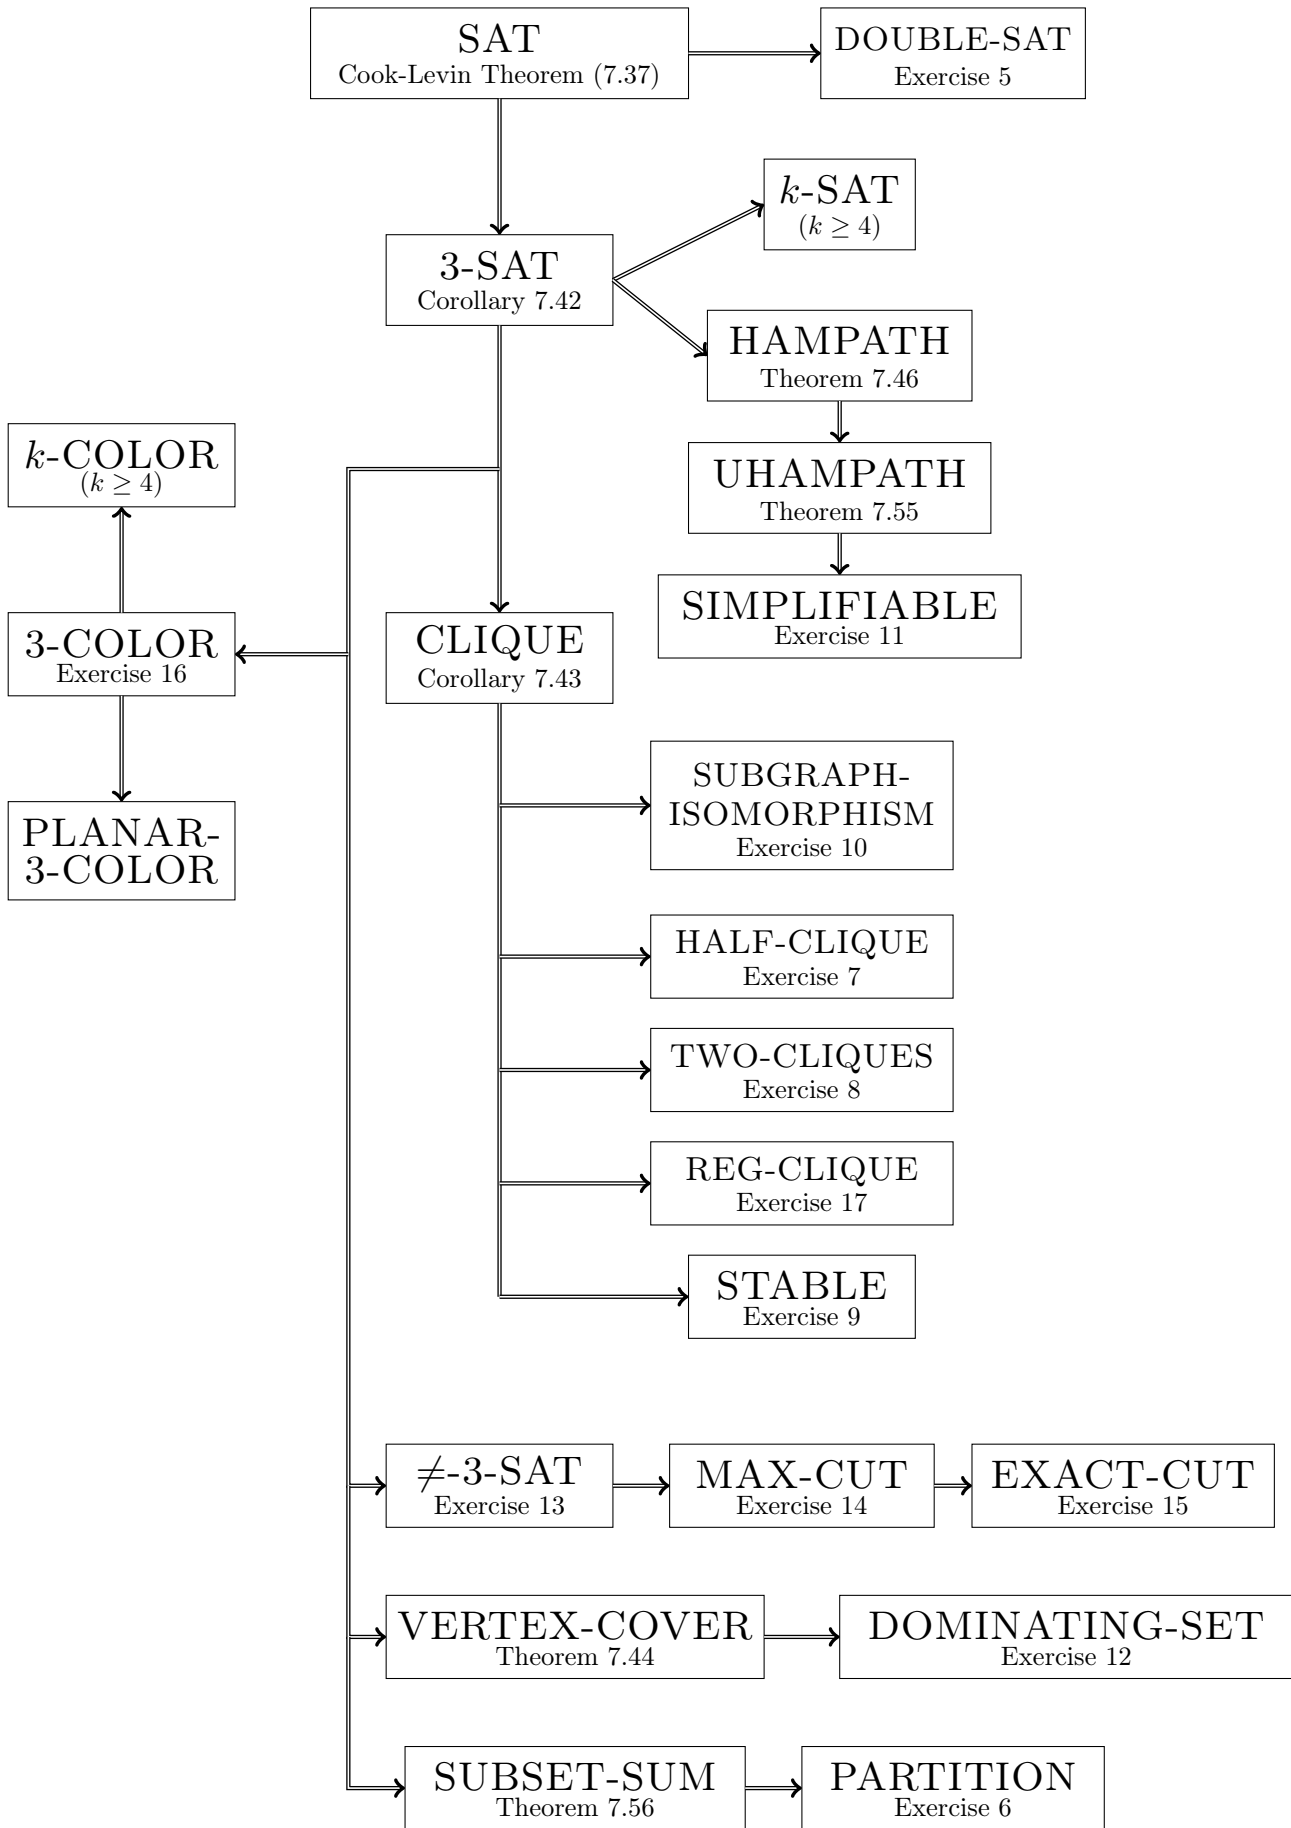 SAT
Cook-Levin Theorem (7.37)
DOUBLE-SAT
Exercise 5
k-SAT
(k ≥ 4)
3-SAT
Corollary 7.42
HAMPATH
Theorem 7.46
k-COLOR
(k ≥ 4)
UHAMPATH
Theorem 7.55
3-COLOR
Exercise 16
CLIQUE
Corollary 7.43
SIMPLIFIABLE
Exercise 11
PLANAR-
3-COLOR
SUBGRAPH-
ISOMORPHISM
Exercise 10
HALF-CLIQUE
Exercise 7
TWO-CLIQUES
Exercise 8
REG-CLIQUE
Exercise 17
STABLE
Exercise 9
≠-3-SAT
Exercise 13
MAX-CUT
Exercise 14
EXACT-CUT
Exercise 15
VERTEX-COVER
Theorem 7.44
DOMINATING-SET
Exercise 12
SUBSET-SUM
Theorem 7.56
PARTITION
Exercise 6